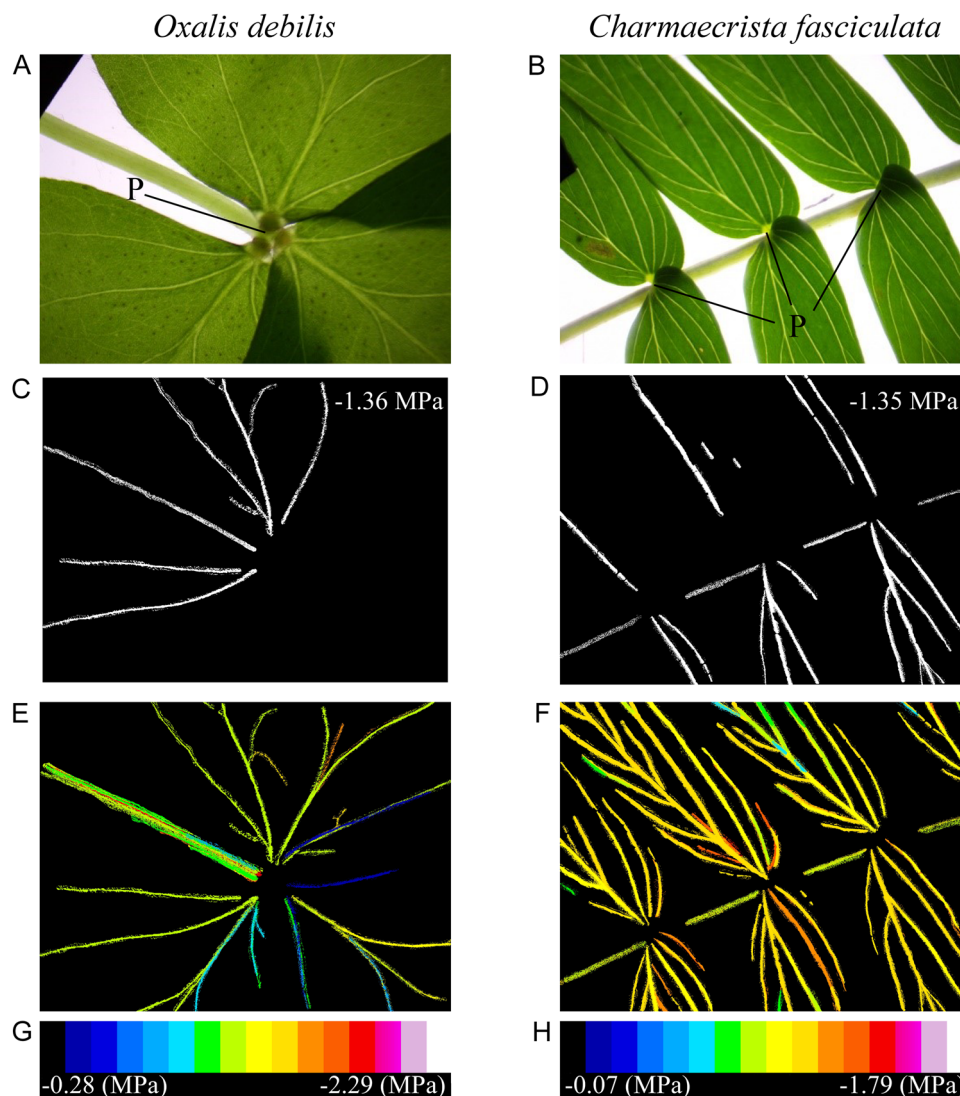 Oxalis debilis
Charmaecrista fasciculata
A
B
P
P
C
-1.36 MPa
D
-1.35 MPa
E
F
G
H
-0.28 (MPa)
-2.29 (MPa)
-0.07 (MPa)
-1.79 (MPa)